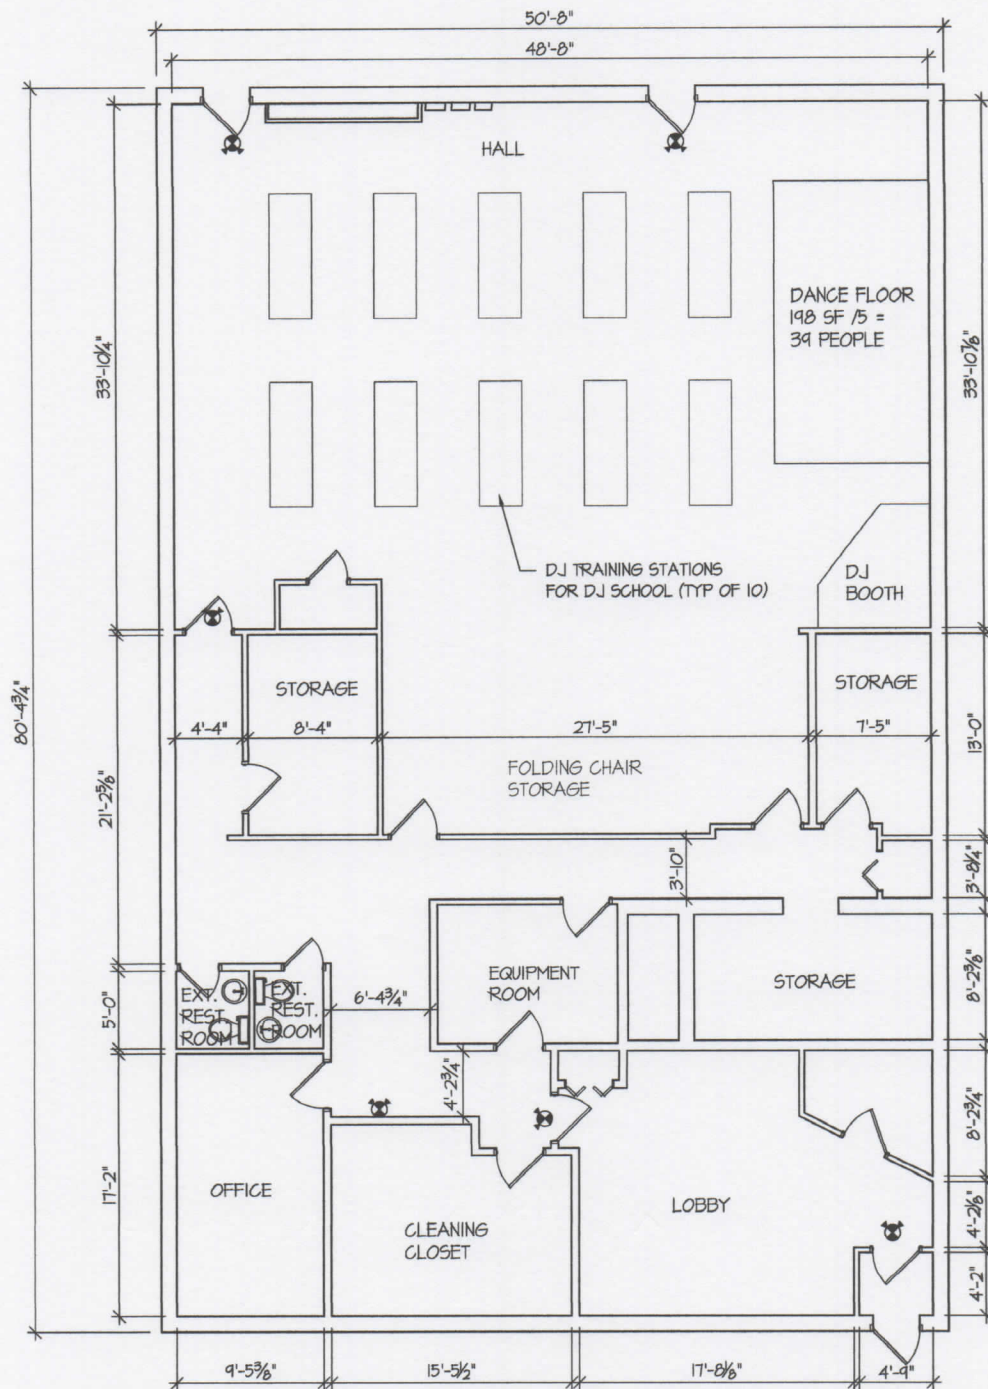 50'-8"
48'-8"
HALL
DANCE FLOOR
198 SF /5 =
39 PEOPLE
33'-10¼"
33'-10⅞"
DJ TRAINING STATIONS
FOR DJ SCHOOL (TYP OF 10)
DJ
BOOTH
STORAGE
STORAGE
80'-4¾"
4'-4"
8'-4"
27'-5"
7'-5"
13'-0"
FOLDING CHAIR
STORAGE
21'-2⅝"
3'-10"
3'-8¼"
EQUIPMENT
ROOM
STORAGE
8'-2⅜"
EXT.
REST.
ROOM
EXT.
REST.
ROOM
5'-0"
6'-4¾"
4'-2¾"
8'-2¾"
17'-2"
OFFICE
CLEANING
CLOSET
LOBBY
4'-2⅛"
4'-2"
9'-5⅜"
15'-5½"
17'-8⅛"
4'-9"